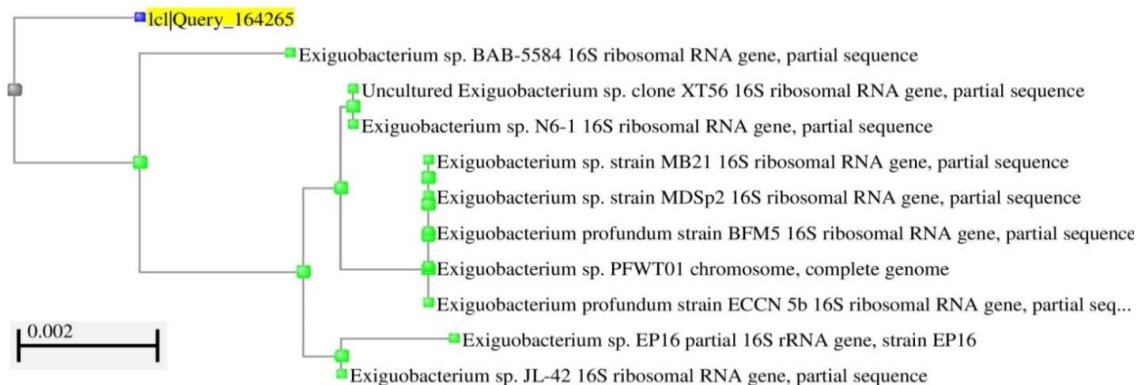 lcl|Query_164265
Exiguobacterium sp. BAB-5584 16S ribosomal RNA gene, partial sequence
Uncultured Exiguobacterium sp. clone XT56 16S ribosomal RNA gene, partial sequence
Exiguobacterium sp. N6-1 16S ribosomal RNA gene, partial sequence
Exiguobacterium sp. strain MB21 16S ribosomal RNA gene, partial sequence
Exiguobacterium sp. strain MDSp2 16S ribosomal RNA gene, partial sequence
Exiguobacterium profundum strain BFM5 16S ribosomal RNA gene, partial sequence
Exiguobacterium sp. PFWT01 chromosome, complete genome
Exiguobacterium profundum strain ECCN 5b 16S ribosomal RNA gene, partial seq...
0.002
Exiguobacterium sp. EP16 partial 16S rRNA gene, strain EP16
Exiguobacterium sp. JL-42 16S ribosomal RNA gene, partial sequence